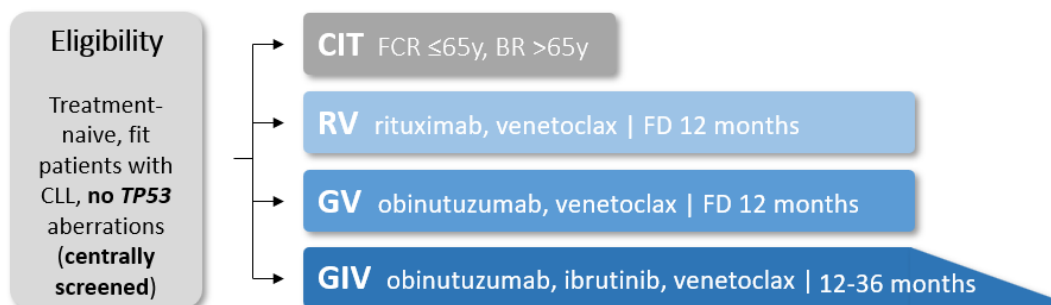 Eligibility
Treatment-
naive, fit
patients with
CLL, no TP53
aberrations
(centrally
screened)
CIT FCR ≤65y, BR >65y
RV rituximab, venetoclax | FD 12 months
GV obinutuzumab, venetoclax | FD 12 months
GIV obinutuzumab, ibrutinib, venetoclax | 12-36 months